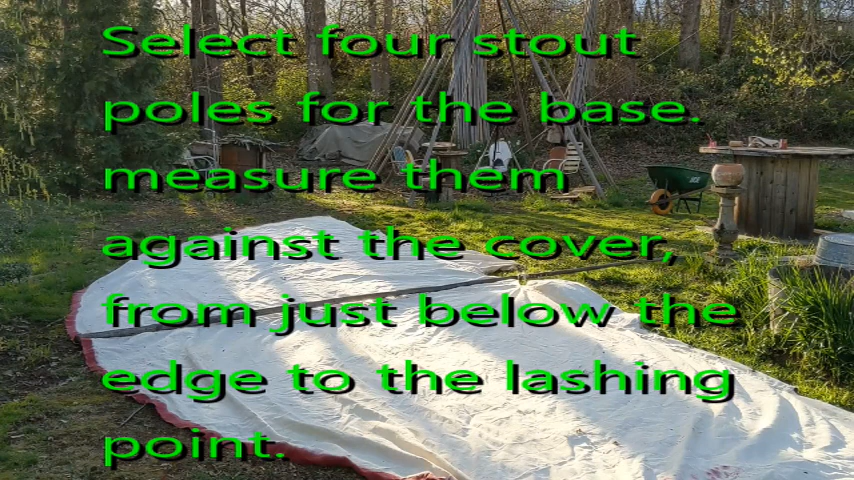 Select four stout
poles for the base.
measure them
against the cover,
from just below the
edge to the lashing
point.